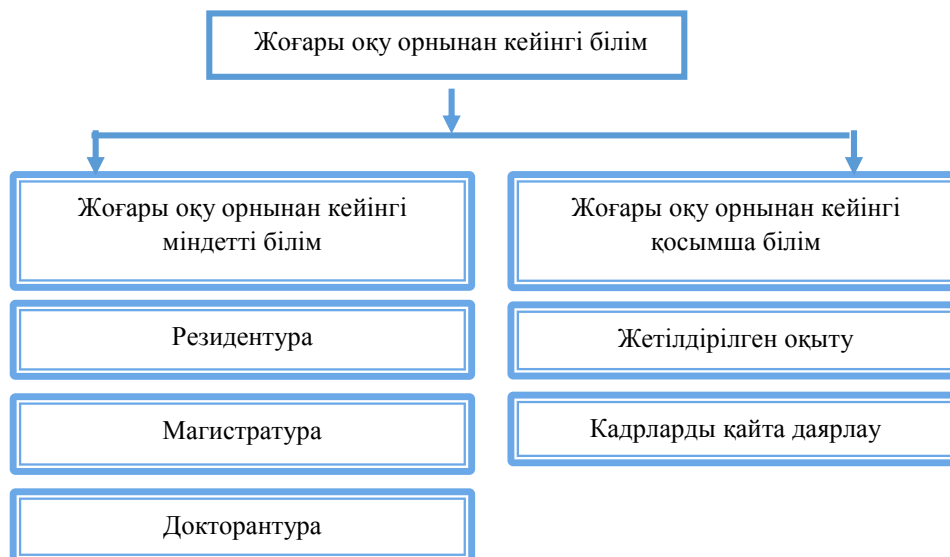 Жоғары оқу орнынан кейінгі білім
Жоғары оқу орнынан кейінгі
міндетті білім
Резидентура
Магистратура
Докторантура
Жоғары оқу орнынан кейінгі
қосымша білім
Жетілдірілген оқыту
Кадрларды қайта даярлау